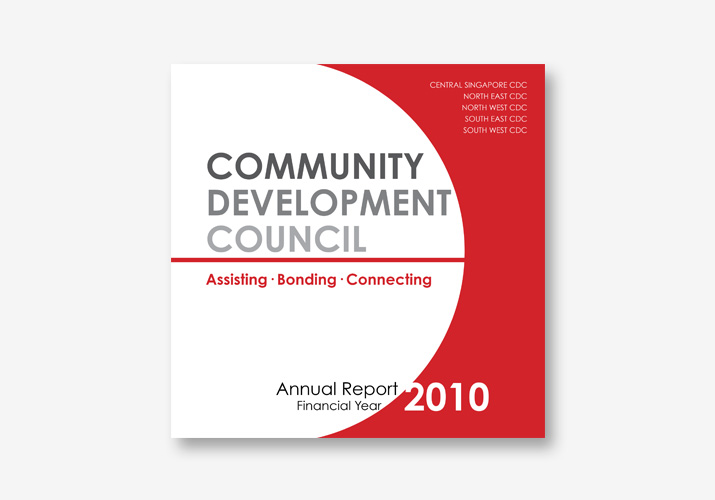 CENTRAL SINGAPORE CDC
NORTH EAST CDC
NORTH WEST CDC
SOUTH EAST CDC
SOUTH WEST CDC
COMMUNITY
DEVELOPMENT
COUNCIL
Assisting · Bonding · Connecting
Annual Report
Financial Year 2010